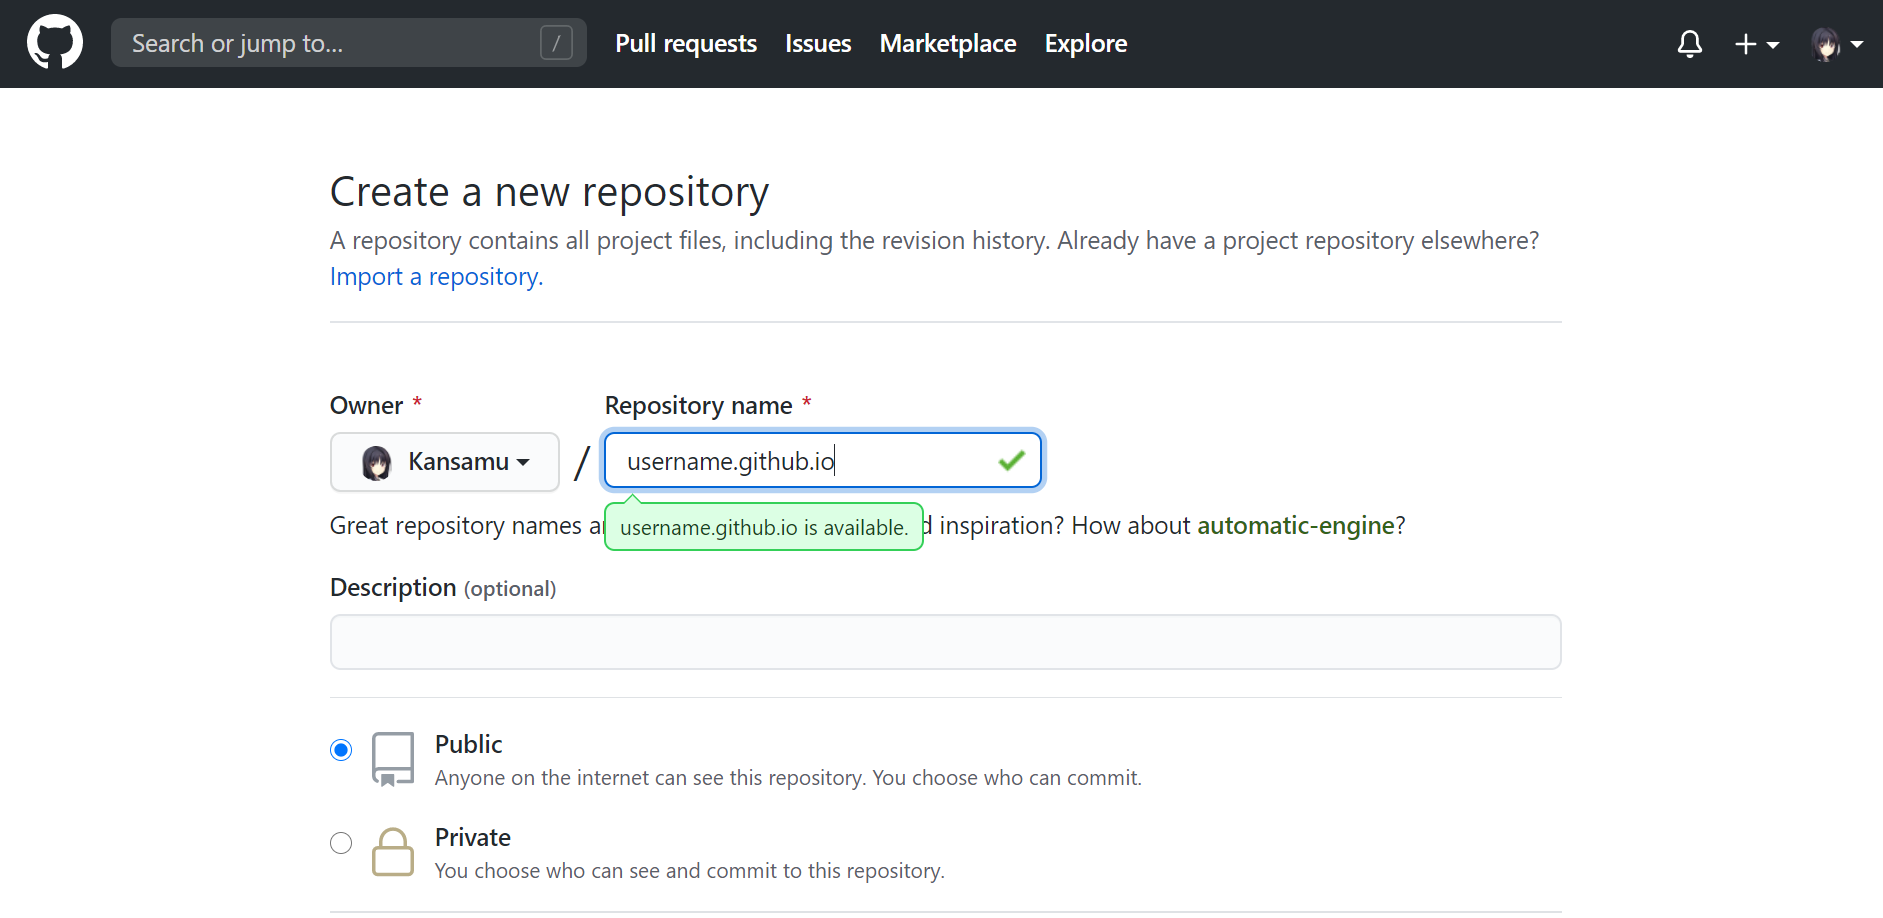 Search or jump to... / Pull requests Issues Marketplace Explore
Create a new repository
A repository contains all project files, including the revision history. Already have a project repository elsewhere?
Import a repository.
Owner * Repository name *
Kansamu / username.github.io
Great repository names a
username.github.io is available.
d inspiration? How about automatic-engine?
Description (optional)
Public
Anyone on the internet can see this repository. You choose who can commit.
Private
You choose who can see and commit to this repository.